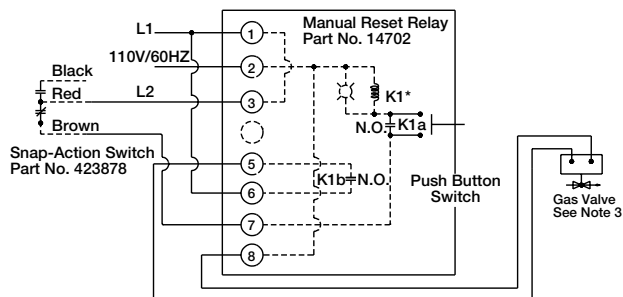 Manual Reset Relay
Part No. 14702
L1
1
110V/60HZ
2
Black
Red
L2
3
K1*
N.O.
K1a
Brown
Snap-Action Switch
Part No. 423878
5
K1b
N.O.
Push Button
Switch
6
7
8
Gas Valve
See Note 3